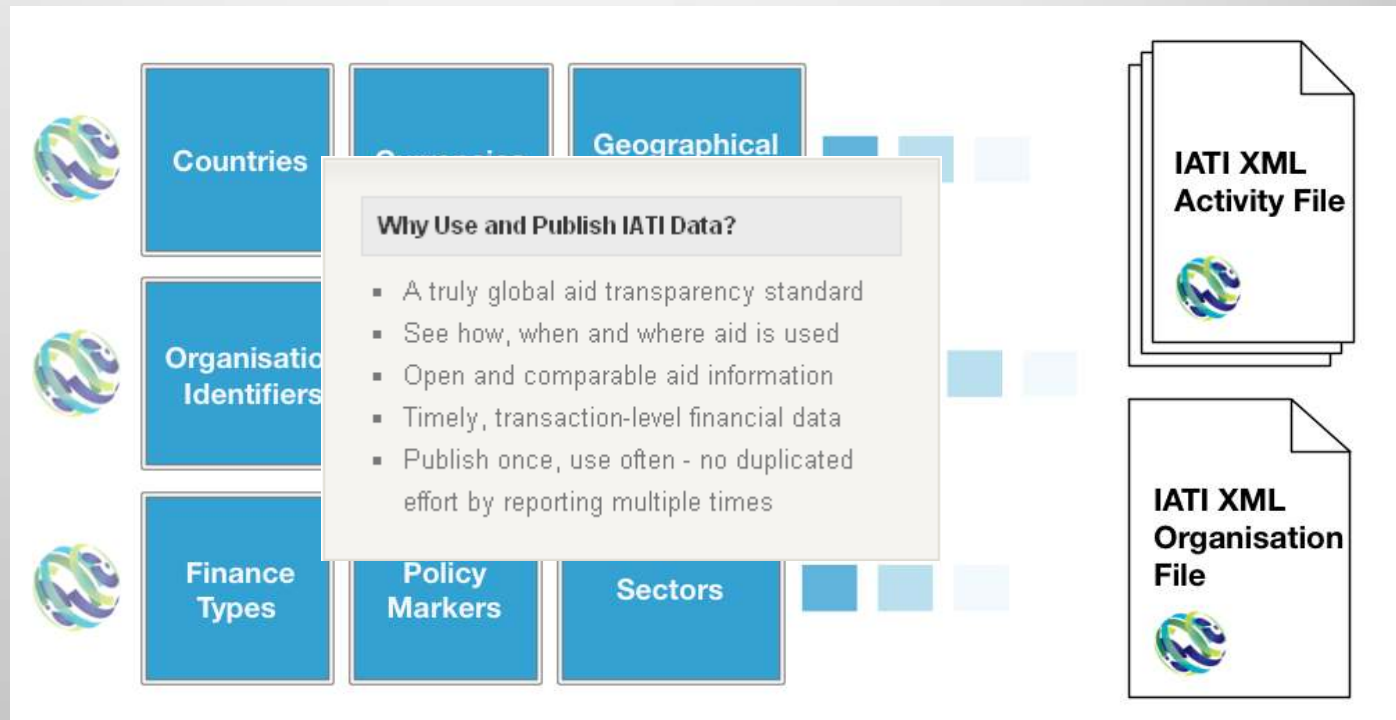 Countries
Geographical
Why Use and Publish IATI Data?
▪ A truly global aid transparency standard
▪ See how, when and where aid is used
▪ Open and comparable aid information
▪ Timely, transaction-level financial data
▪ Publish once, use often - no duplicated
effort by reporting multiple times
Organisatio
Identifiers
Finance
Types
Policy
Markers
Sectors
IATI XML
Activity File
IATI XML
Organisation
File